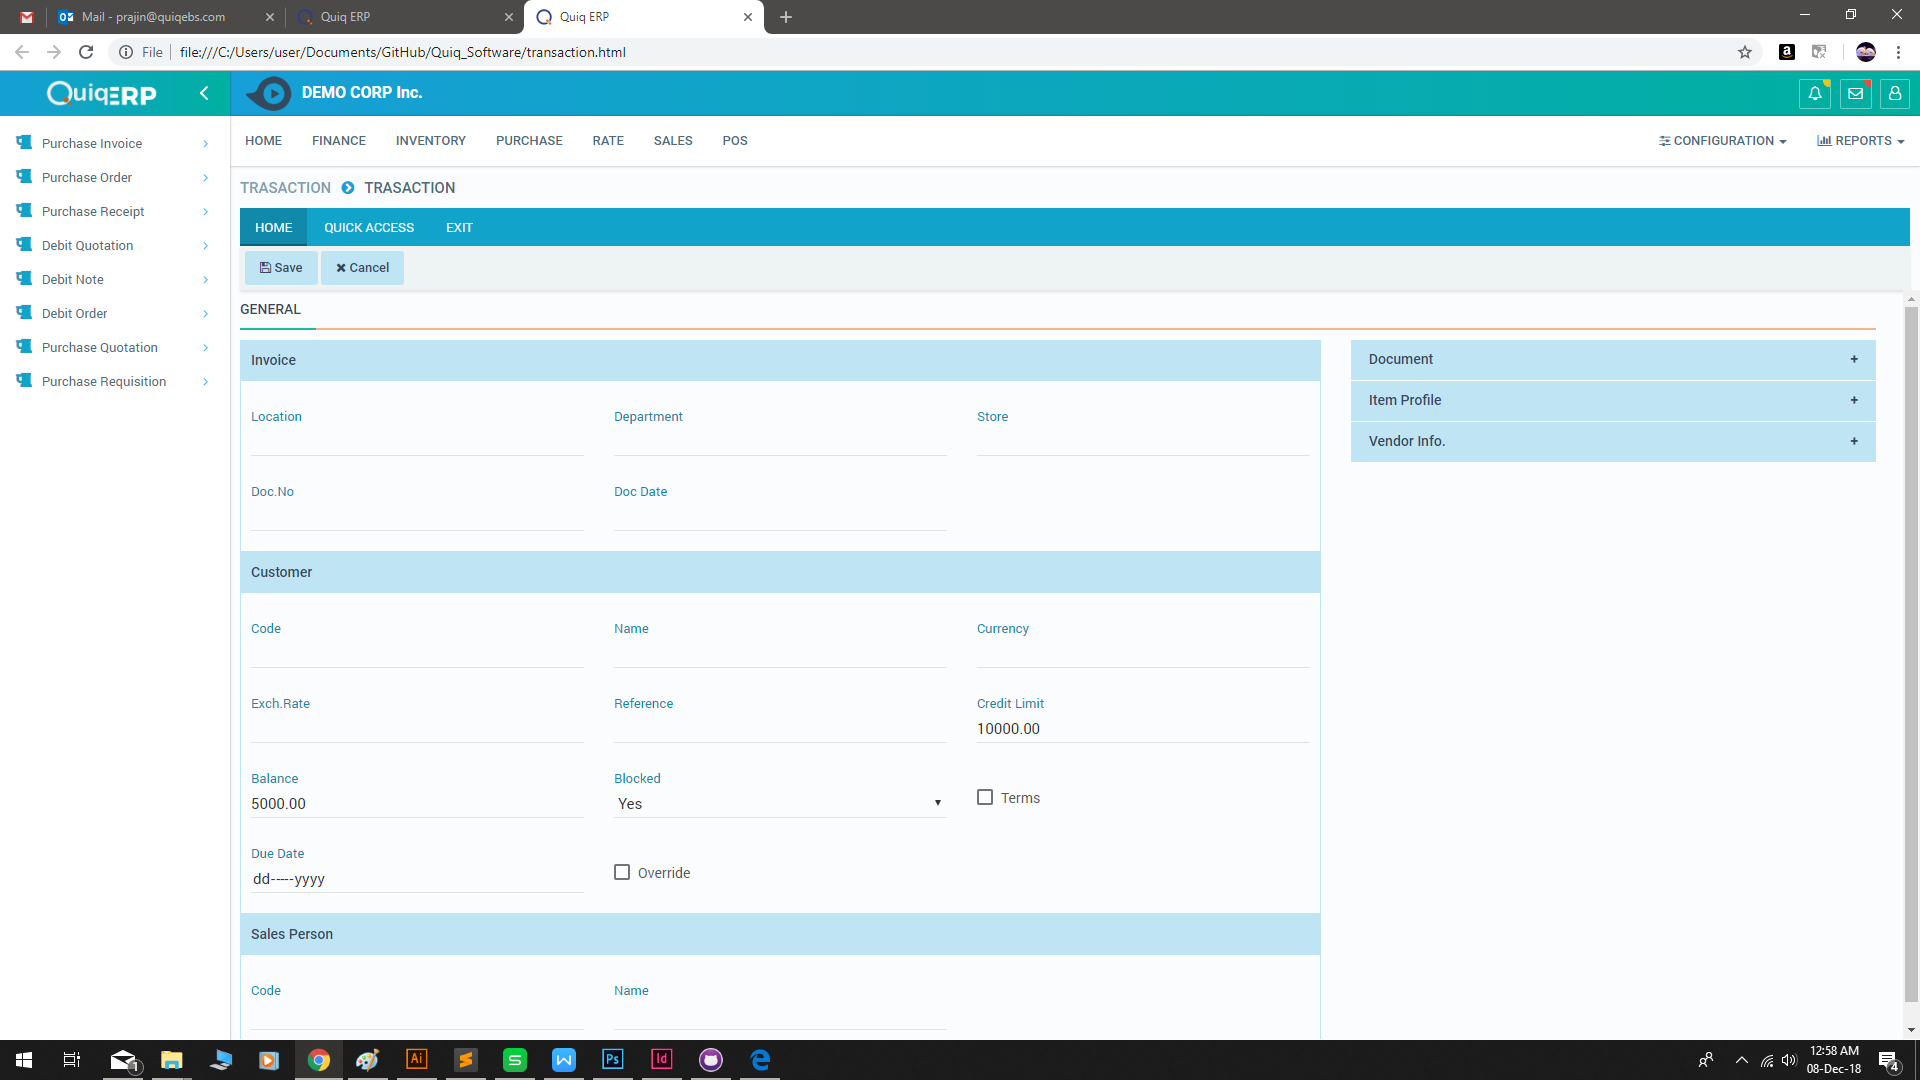 Mail - prajin@quiqebs.com
Quiq ERP
Quiq ERP
File
file:///C:/Users/user/Documents/GitHub/Quiq_Software/transaction.html
QuiqERP
DEMO CORP Inc.
HOME FINANCE INVENTORY PURCHASE RATE SALES POS
CONFIGURATION REPORTS
Purchase Invoice
Purchase Order
Purchase Receipt
Debit Quotation
Debit Note
Debit Order
Purchase Quotation
Purchase Requisition
TRASACTION TRASACTION
HOME QUICK ACCESS EXIT
Save Cancel
GENERAL
Invoice
Location Department Store
Doc.No Doc Date
Customer
Code Name Currency
Exch.Rate Reference Credit Limit
10000.00
Balance Blocked
5000.00 Yes Terms
Due Date
dd-----yyyy Override
Sales Person
Code Name
Document +
Item Profile +
Vendor Info. +
1
Ai
S
W
Ps
Id
12:58 AM
08-Dec-18
4